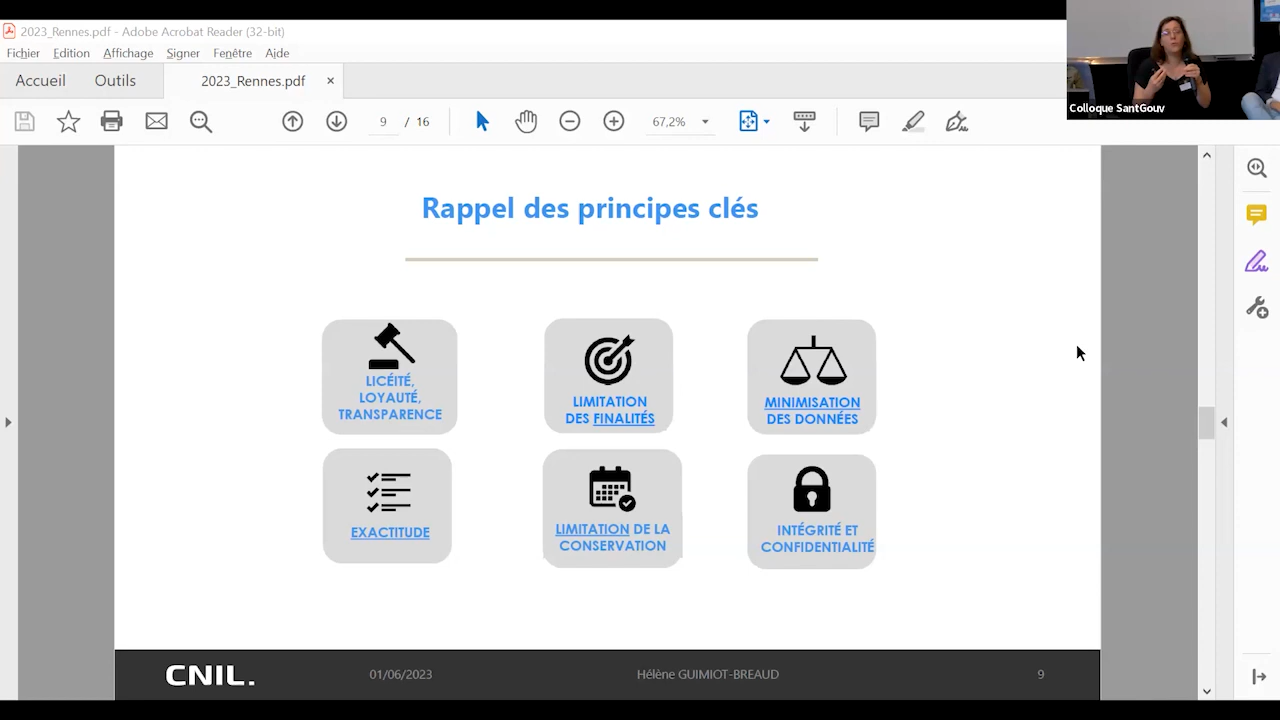 2023_Rennes.pdf - Adobe Acrobat Reader (32-bit)
Fichier Edition Affichage Signer Fenêtre Aide
Accueil Outils 2023_Rennes.pdf ×
9 / 16 67,2%
Colloque SantGouv
Rappel des principes clés
LICÉITÉ,
LOYAUTÉ,
TRANSPARENCE
LIMITATION
DES FINALITÉS
MINIMISATION
DES DONNÉES
EXACTITUDE
LIMITATION DE LA
CONSERVATION
INTÉGRITÉ ET
CONFIDENTIALITÉ
CNIL. 01/06/2023 Hélène GUIMIOT-BREAUD 9